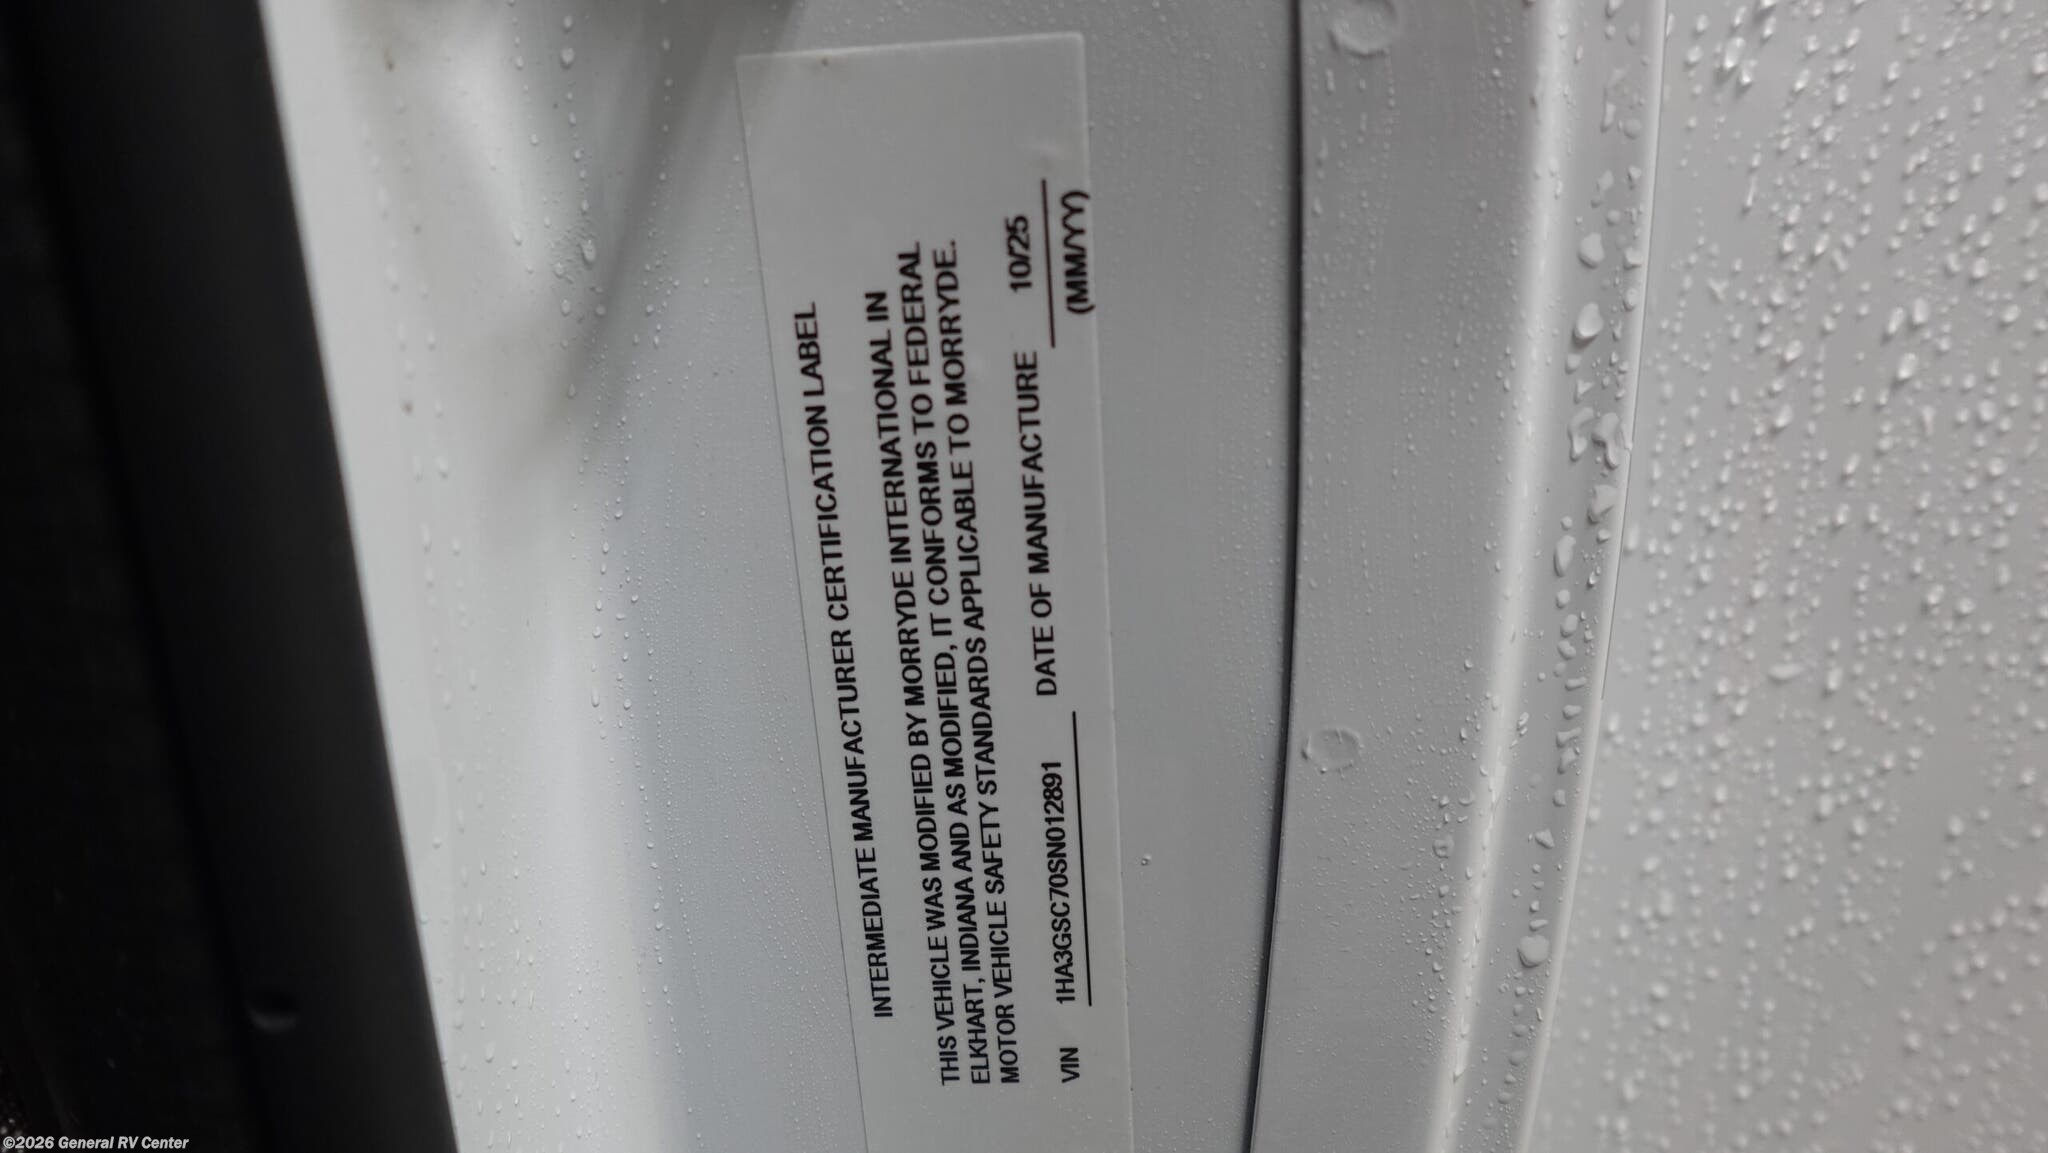 INTERMEDIATE MANUFACTURER CERTIFICATION LABEL
THIS VEHICLE WAS MODIFIED BY MORRYDE INTERNATIONAL IN
ELKHART, INDIANA AND AS MODIFIED, IT CONFORMS TO FEDERAL
MOTOR VEHICLE SAFETY STANDARDS APPLICABLE TO MORRYDE.
VIN 1HA3GSC70SN012891 DATE OF MANUFACTURE 10/25
(MM/YY)
©2026 General RV Center